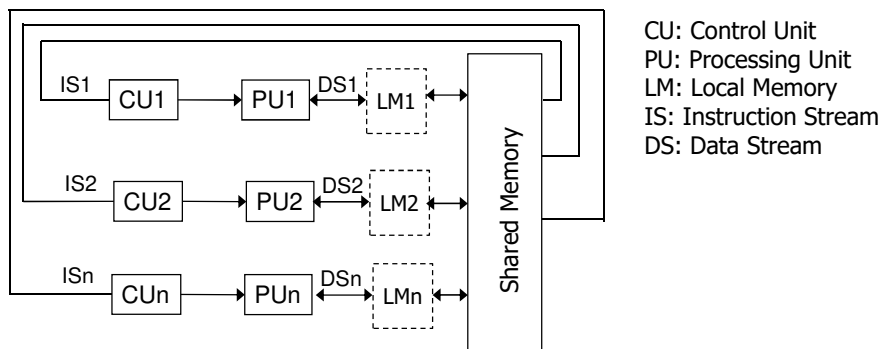 IS1
CU1
PU1
DS1
LM1
IS2
CU2
PU2
DS2
LM2
ISn
CUn
PUn
DSn
LMn
Shared Memory
CU: Control Unit
PU: Processing Unit
LM: Local Memory
IS: Instruction Stream
DS: Data Stream